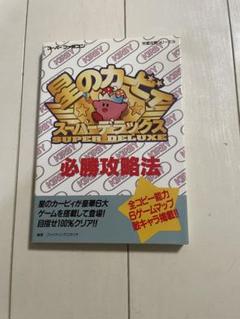 スーパーファミコン
KIRBY
星のカービィ
スーパーデラックス
SUPER DELUXE
必勝攻略法
星のカービィが豪華6大
ゲームを搭載して登場!
目指せ100%クリア!!
全コピー能力
6ゲームマップ
敵キャラ掲載!!